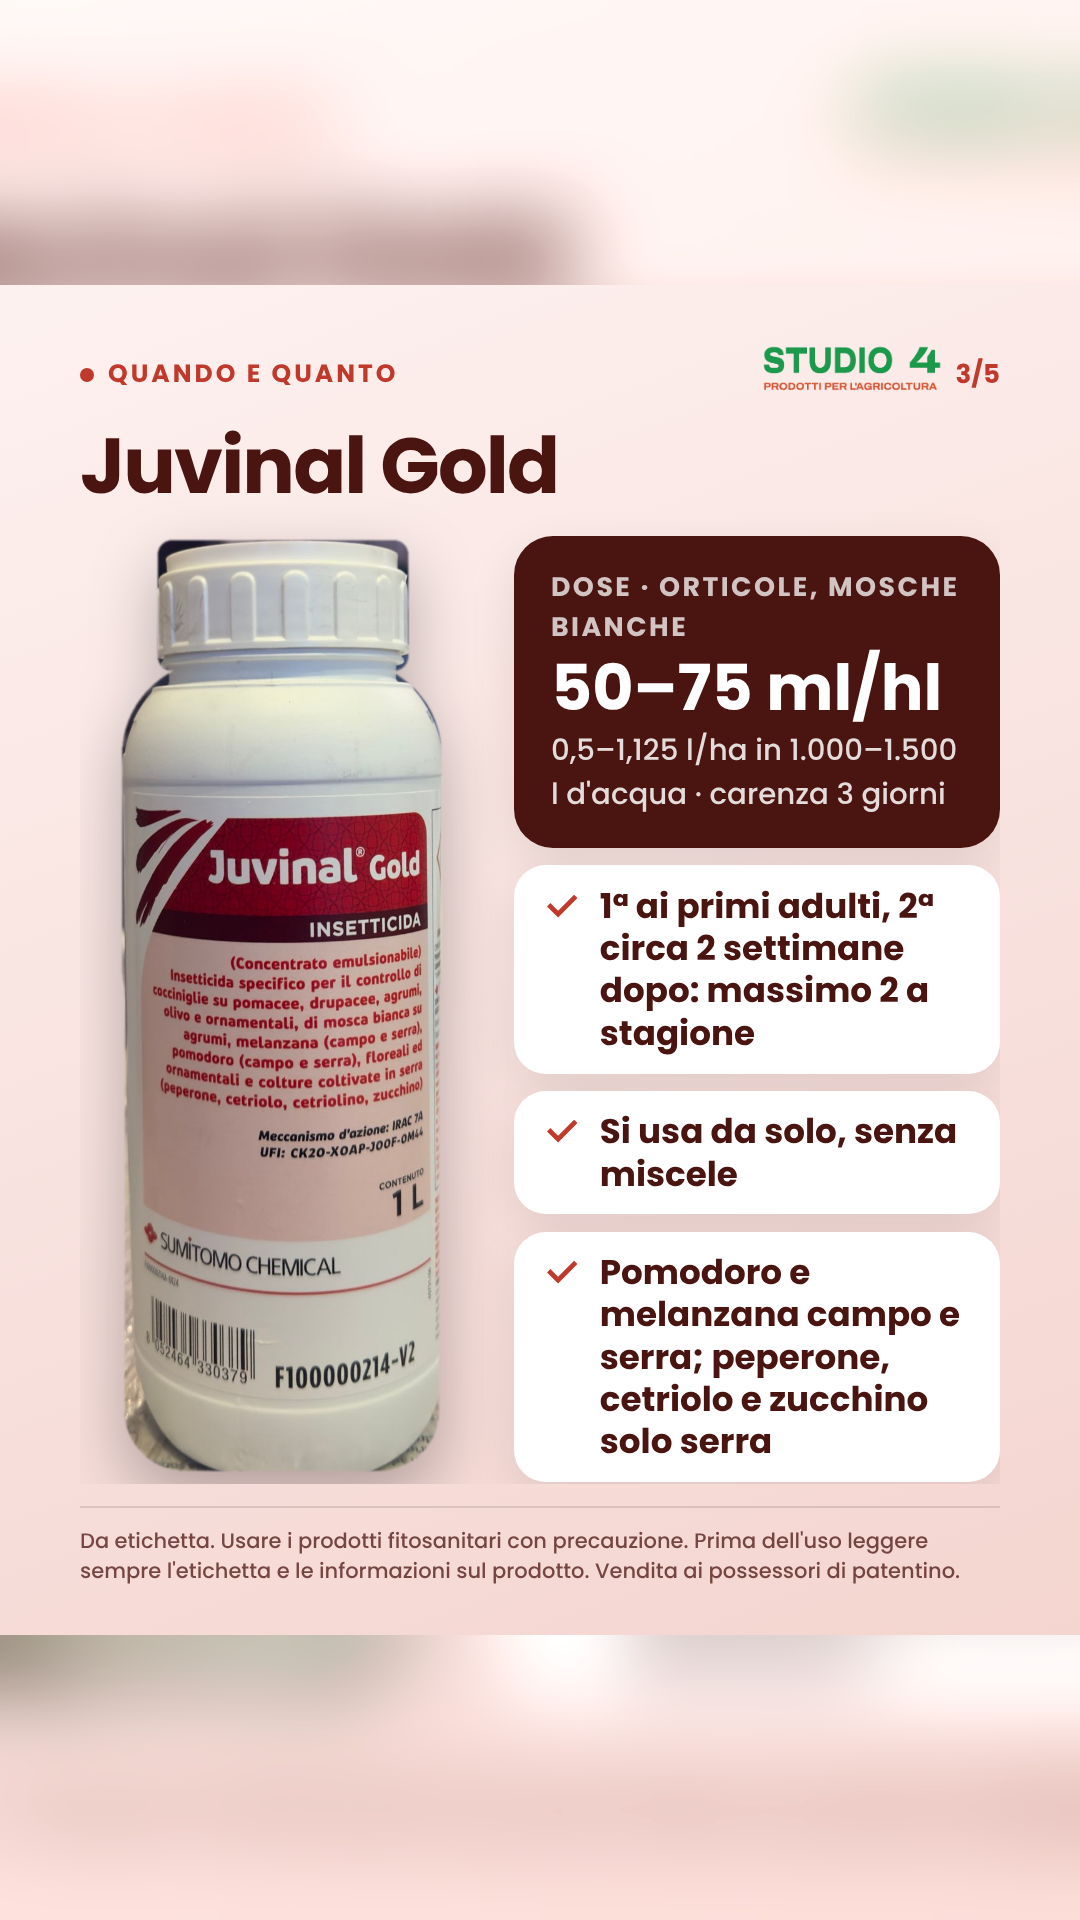 QUANDO E QUANTO
STUDIO 4
PRODOTTI PER L'AGRICOLTURA
3/5
Juvinal Gold
Juvinal® Gold
INSETTICIDA
(Concentrato emulsionabile)
Insetticida specifico per il controllo di
cocciniglie su pomacee, drupacee, agrumi,
olivo e ornamentali, di mosca bianca su
agrumi, melanzana (campo e serra),
pomodoro (campo e serra), floreali ed
ornamentali e colture coltivate in serra
(peperone, cetriolo, cetriolino, zucchino)
Meccanismo d'azione: IRAC 7A
UFI: CK20-X0AP-J00F-0M44
CONTENUTO
1 L
SUMITOMO CHEMICAL
8 052464 330379
F100000214-V2
DOSE · ORTICOLE, MOSCHE
BIANCHE
50–75 ml/hl
0,5–1,125 l/ha in 1.000–1.500
l d'acqua · carenza 3 giorni
1ª ai primi adulti, 2ª
circa 2 settimane
dopo: massimo 2 a
stagione
Si usa da solo, senza
miscele
Pomodoro e
melanzana campo e
serra; peperone,
cetriolo e zucchino
solo serra
Da etichetta. Usare i prodotti fitosanitari con precauzione. Prima dell'uso leggere
sempre l'etichetta e le informazioni sul prodotto. Vendita ai possessori di patentino.